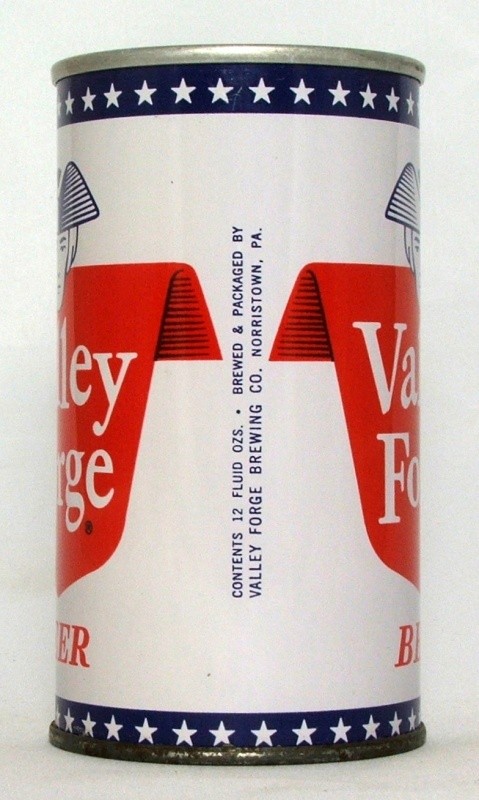 CONTENTS 12 FLUID OZS. • BREWED & PACKAGED BY
VALLEY FORGE BREWING CO. NORRISTOWN, PA.
lley
rge®
ER
Va
Fo
BE